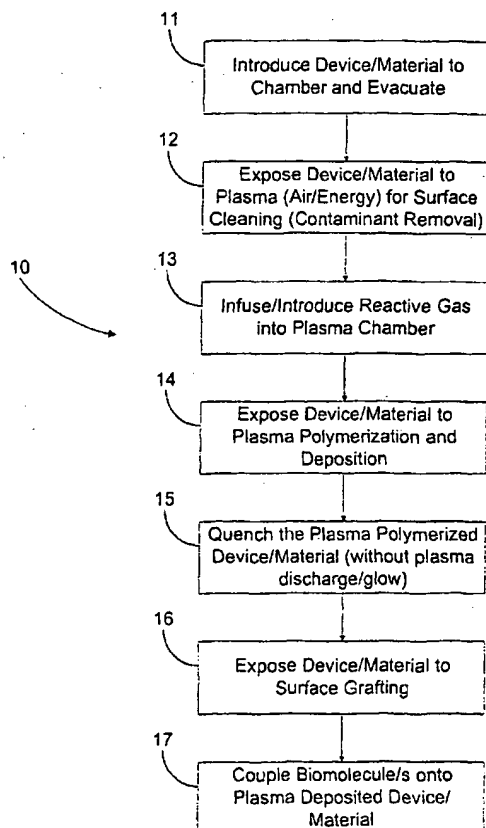 11
Introduce Device/Material to
Chamber and Evacuate
12
Expose Device/Material to
Plasma (Air/Energy) for Surface
Cleaning (Contaminant Removal)
10
13
Infuse/Introduce Reactive Gas
into Plasma Chamber
14
Expose Device/Material to
Plasma Polymerization and
Deposition
15
Quench the Plasma Polymerized
Device/Material (without plasma
discharge/glow)
16
Expose Device/Material to
Surface Grafting
17
Couple Biomolecule/s onto
Plasma Deposited Device/
Material